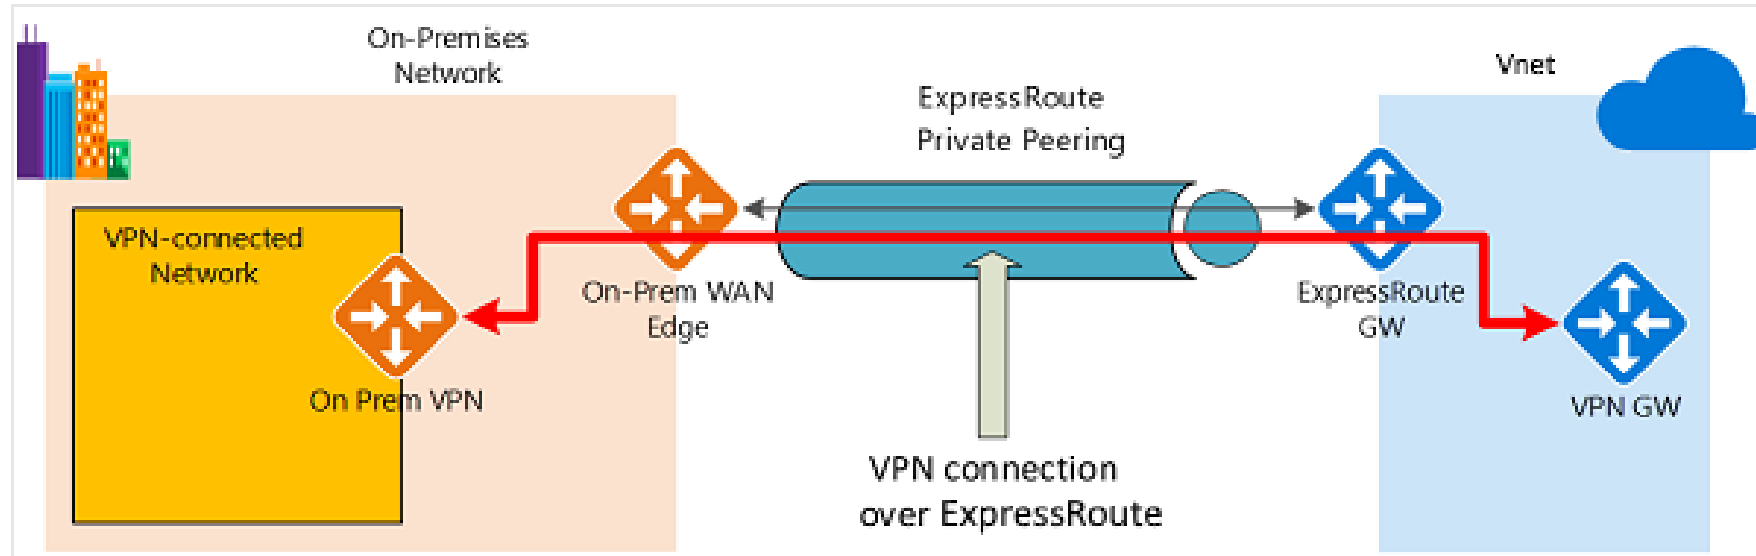 On-Premises
Network
VPN-connected
Network
On Prem VPN
On-Prem WAN
Edge
ExpressRoute
Private Peering
VPN connection
over ExpressRoute
Vnet
ExpressRoute
GW
VPN GW